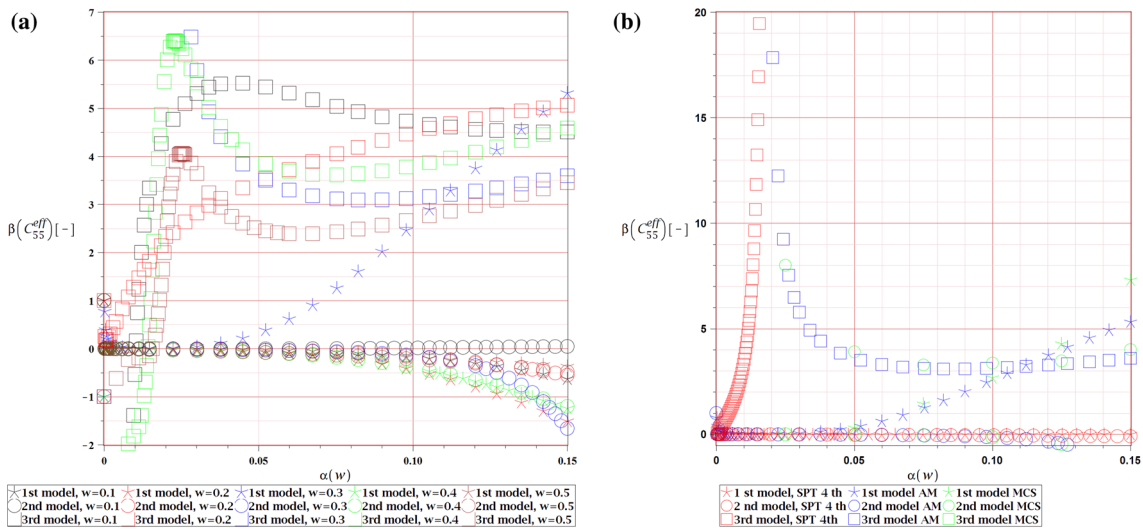 (a)
7
6
5
4
3
2
1
0
-1
-2
β(C_55^eff)[-]
0
0.05
0.10
0.15
α(w)
1st model, w=0.1 1st model, w=0.2 1st model, w=0.3 1st model, w=0.4 1st model, w=0.5
2nd model, w=0.1 2nd model, w=0.2 2nd model, w=0.3 2nd model, w=0.4 2nd model, w=0.5
3rd model, w=0.1 3rd model, w=0.2 3rd model, w=0.3 3rd model, w=0.4 3rd model, w=0.5
(b)
20
15
10
5
0
β(C_55^eff)[-]
0
0.05
0.10
0.15
α(w)
1 st model, SPT 4 th 1st model AM 1st model MCS
2 nd model, SPT 4 th 2nd model AM 2nd model MCS
3rd model, SPT 4th 3rd model AM 3rd model MCS